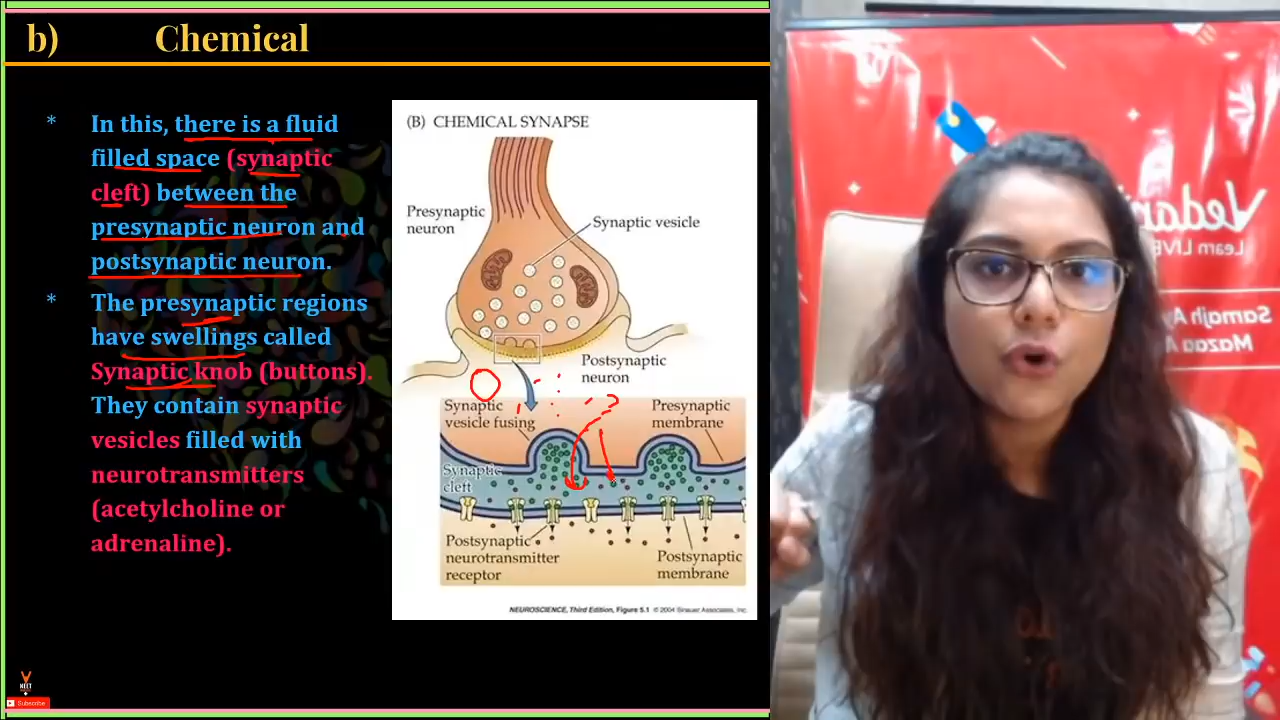 b) Chemical
* In this, there is a fluid
filled space (synaptic
cleft) between the
presynaptic neuron and
postsynaptic neuron.
* The presynaptic regions
have swellings called
Synaptic knob (buttons).
They contain synaptic
vesicles filled with
neurotransmitters
(acetylcholine or
adrenaline).
(B) CHEMICAL SYNAPSE
Presynaptic
neuron
Synaptic vesicle
Postsynaptic
neuron
Synaptic
vesicle fusing
Presynaptic
membrane
Synaptic
cleft
Postsynaptic
neurotransmitter
receptor
Postsynaptic
membrane
NEUROSCIENCE, Third Edition, Figure 5.1 © 2004 Sinauer Associates, Inc.
NEET
Subscribe
Vedan
Learn LIVE
Samajh Ay
Mazaa A